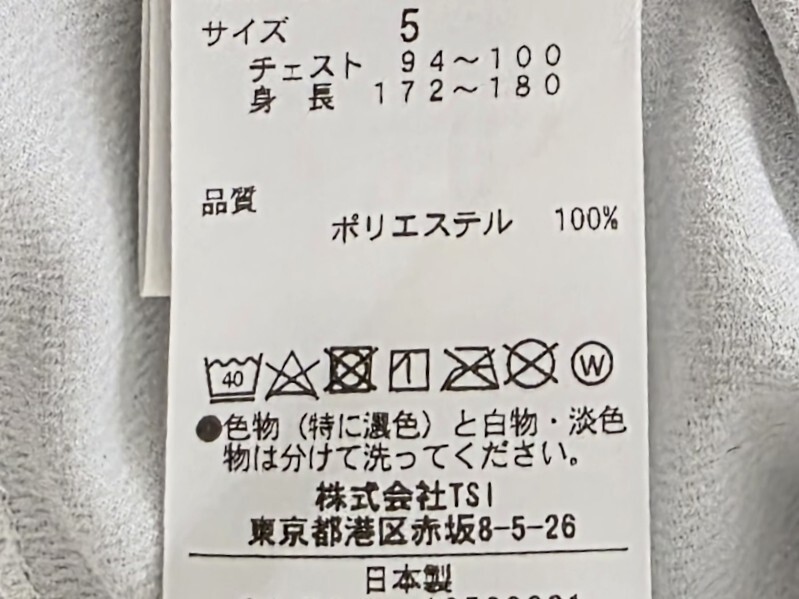 サイズ 5
チェスト 94～100
身長 172～180
品質
ポリエステル 100%
40
W
●色物（特に濃色）と白物・淡色
物は分けて洗ってください。
株式会社TSI
東京都港区赤坂8-5-26
日本製